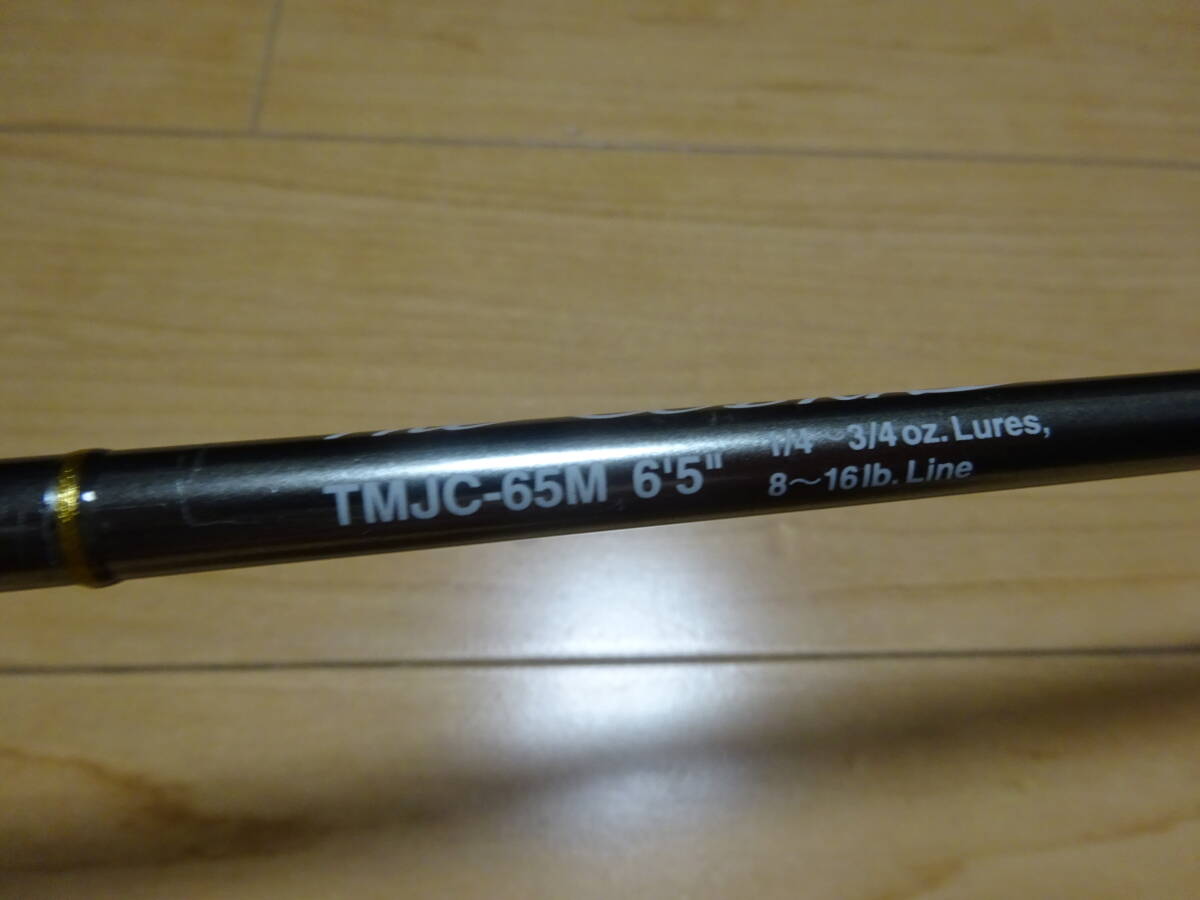 TMJC-65M 6'5"
1/4~3/4 oz. Lures,
8~16 lb. Line